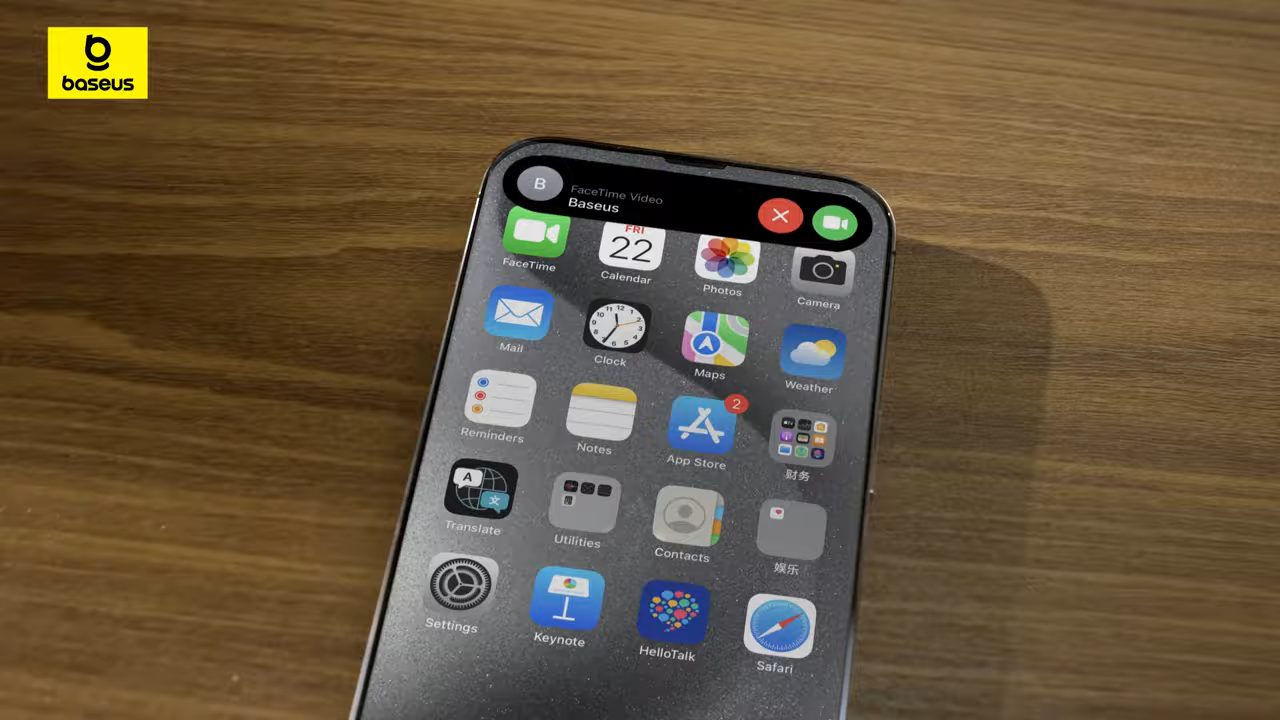 baseus
B
FaceTime Video
Baseus
FaceTime
FRI
22
Calendar
Photos
Camera
Mail
Clock
Maps
Weather
Reminders
Notes
2
App Store
财务
A
文
Translate
Utilities
Contacts
娱乐
Settings
Keynote
HelloTalk
Safari